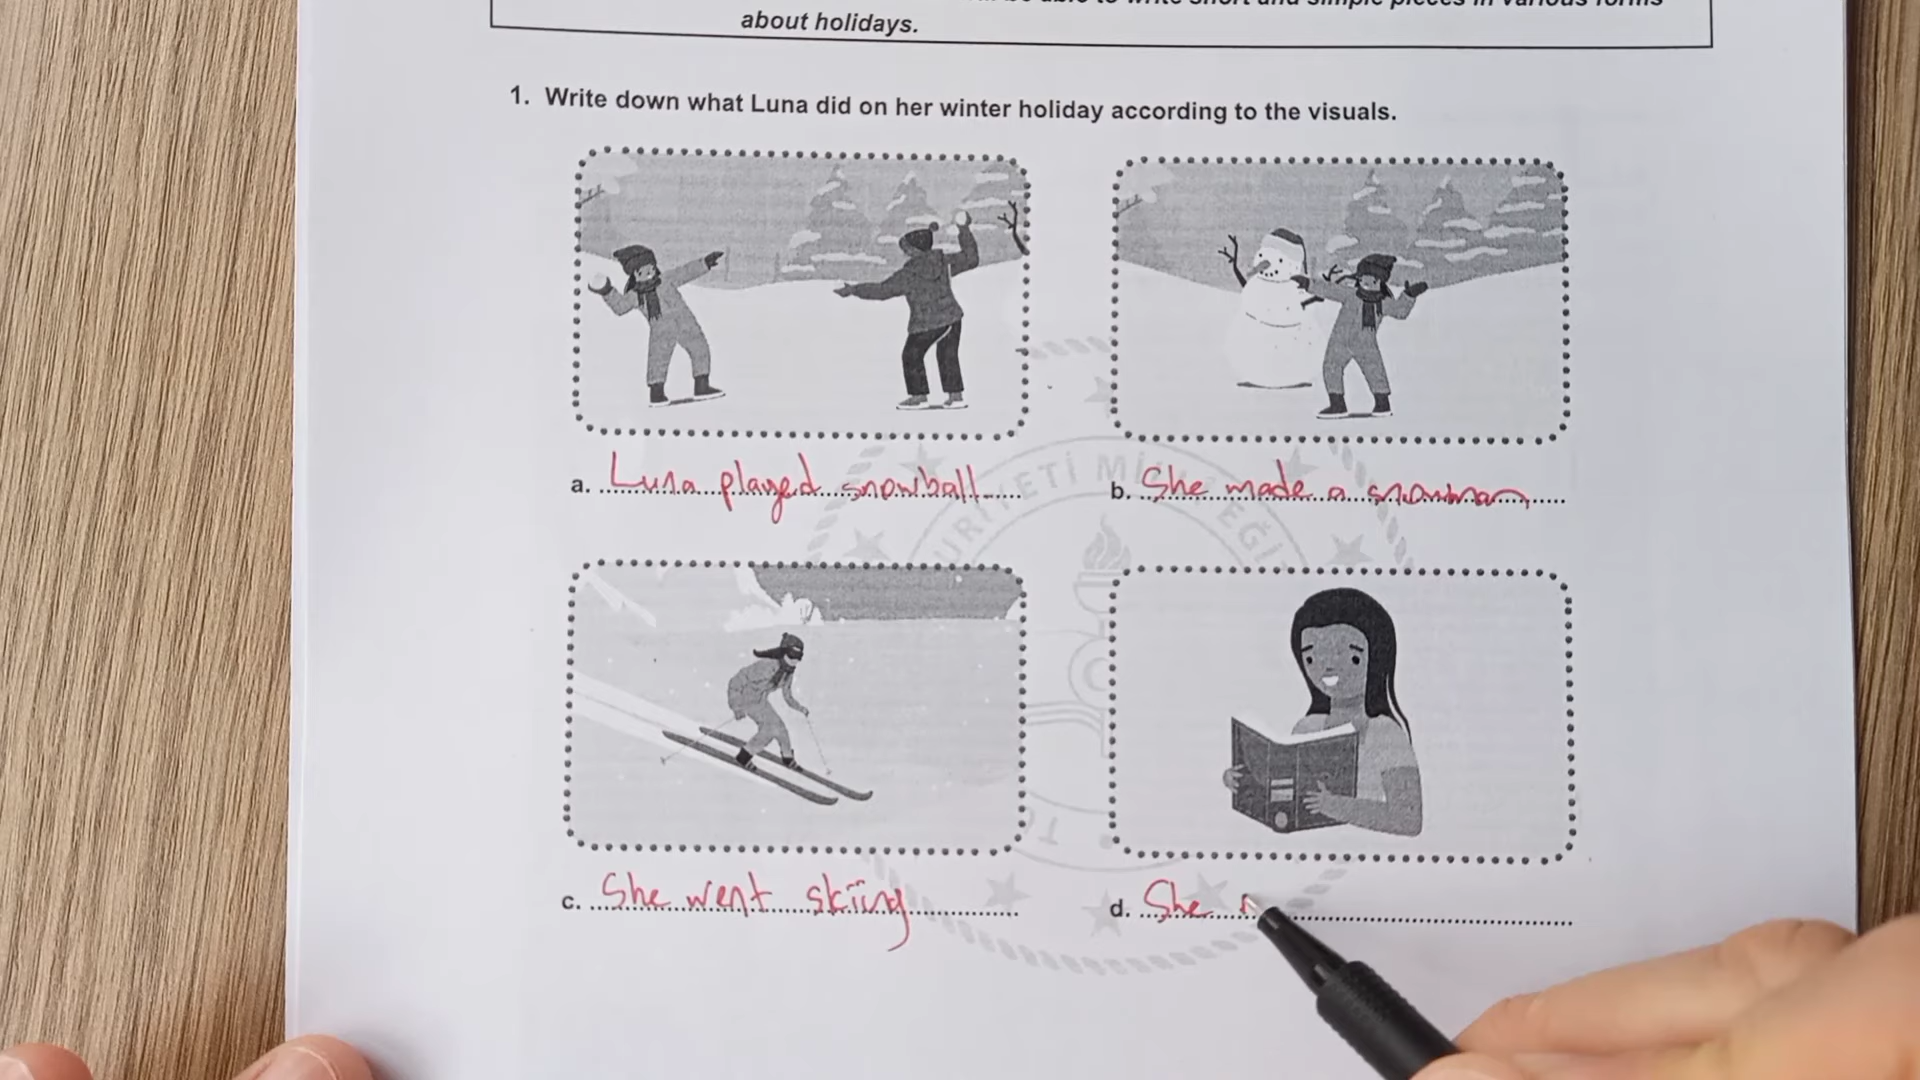 about holidays.
1. Write down what Luna did on her winter holiday according to the visuals.
a. Luna played snowball
b. She made a snowman
c. She went skiing
d. She